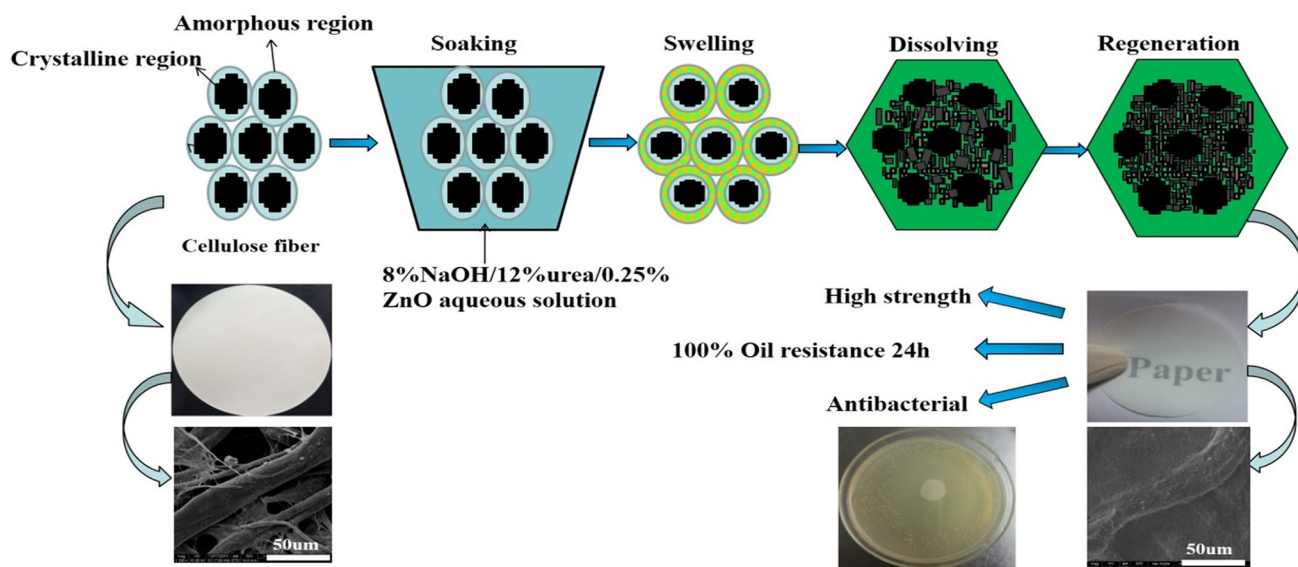 Amorphous region
Crystalline region
Soaking
Swelling
Dissolving
Regeneration
Cellulose fiber
8%NaOH/12%urea/0.25%
ZnO aqueous solution
High strength
100% Oil resistance 24h
Antibacterial
Paper
50um
50um